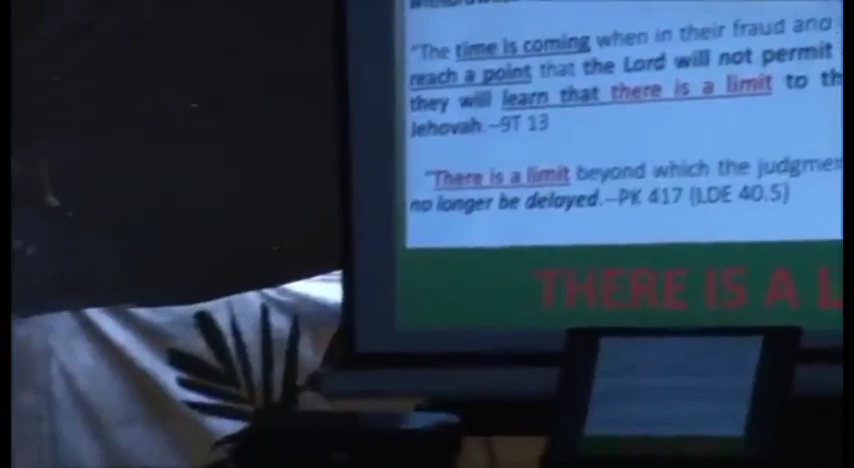 "The time is coming when in their fraud and
reach a point that the Lord will not permit
they will learn that there is a limit to th
Jehovah.–9T 13
"There is a limit beyond which the judgme
no longer be delayed.–PK 417 (LDE 40.5)
THERE IS A L